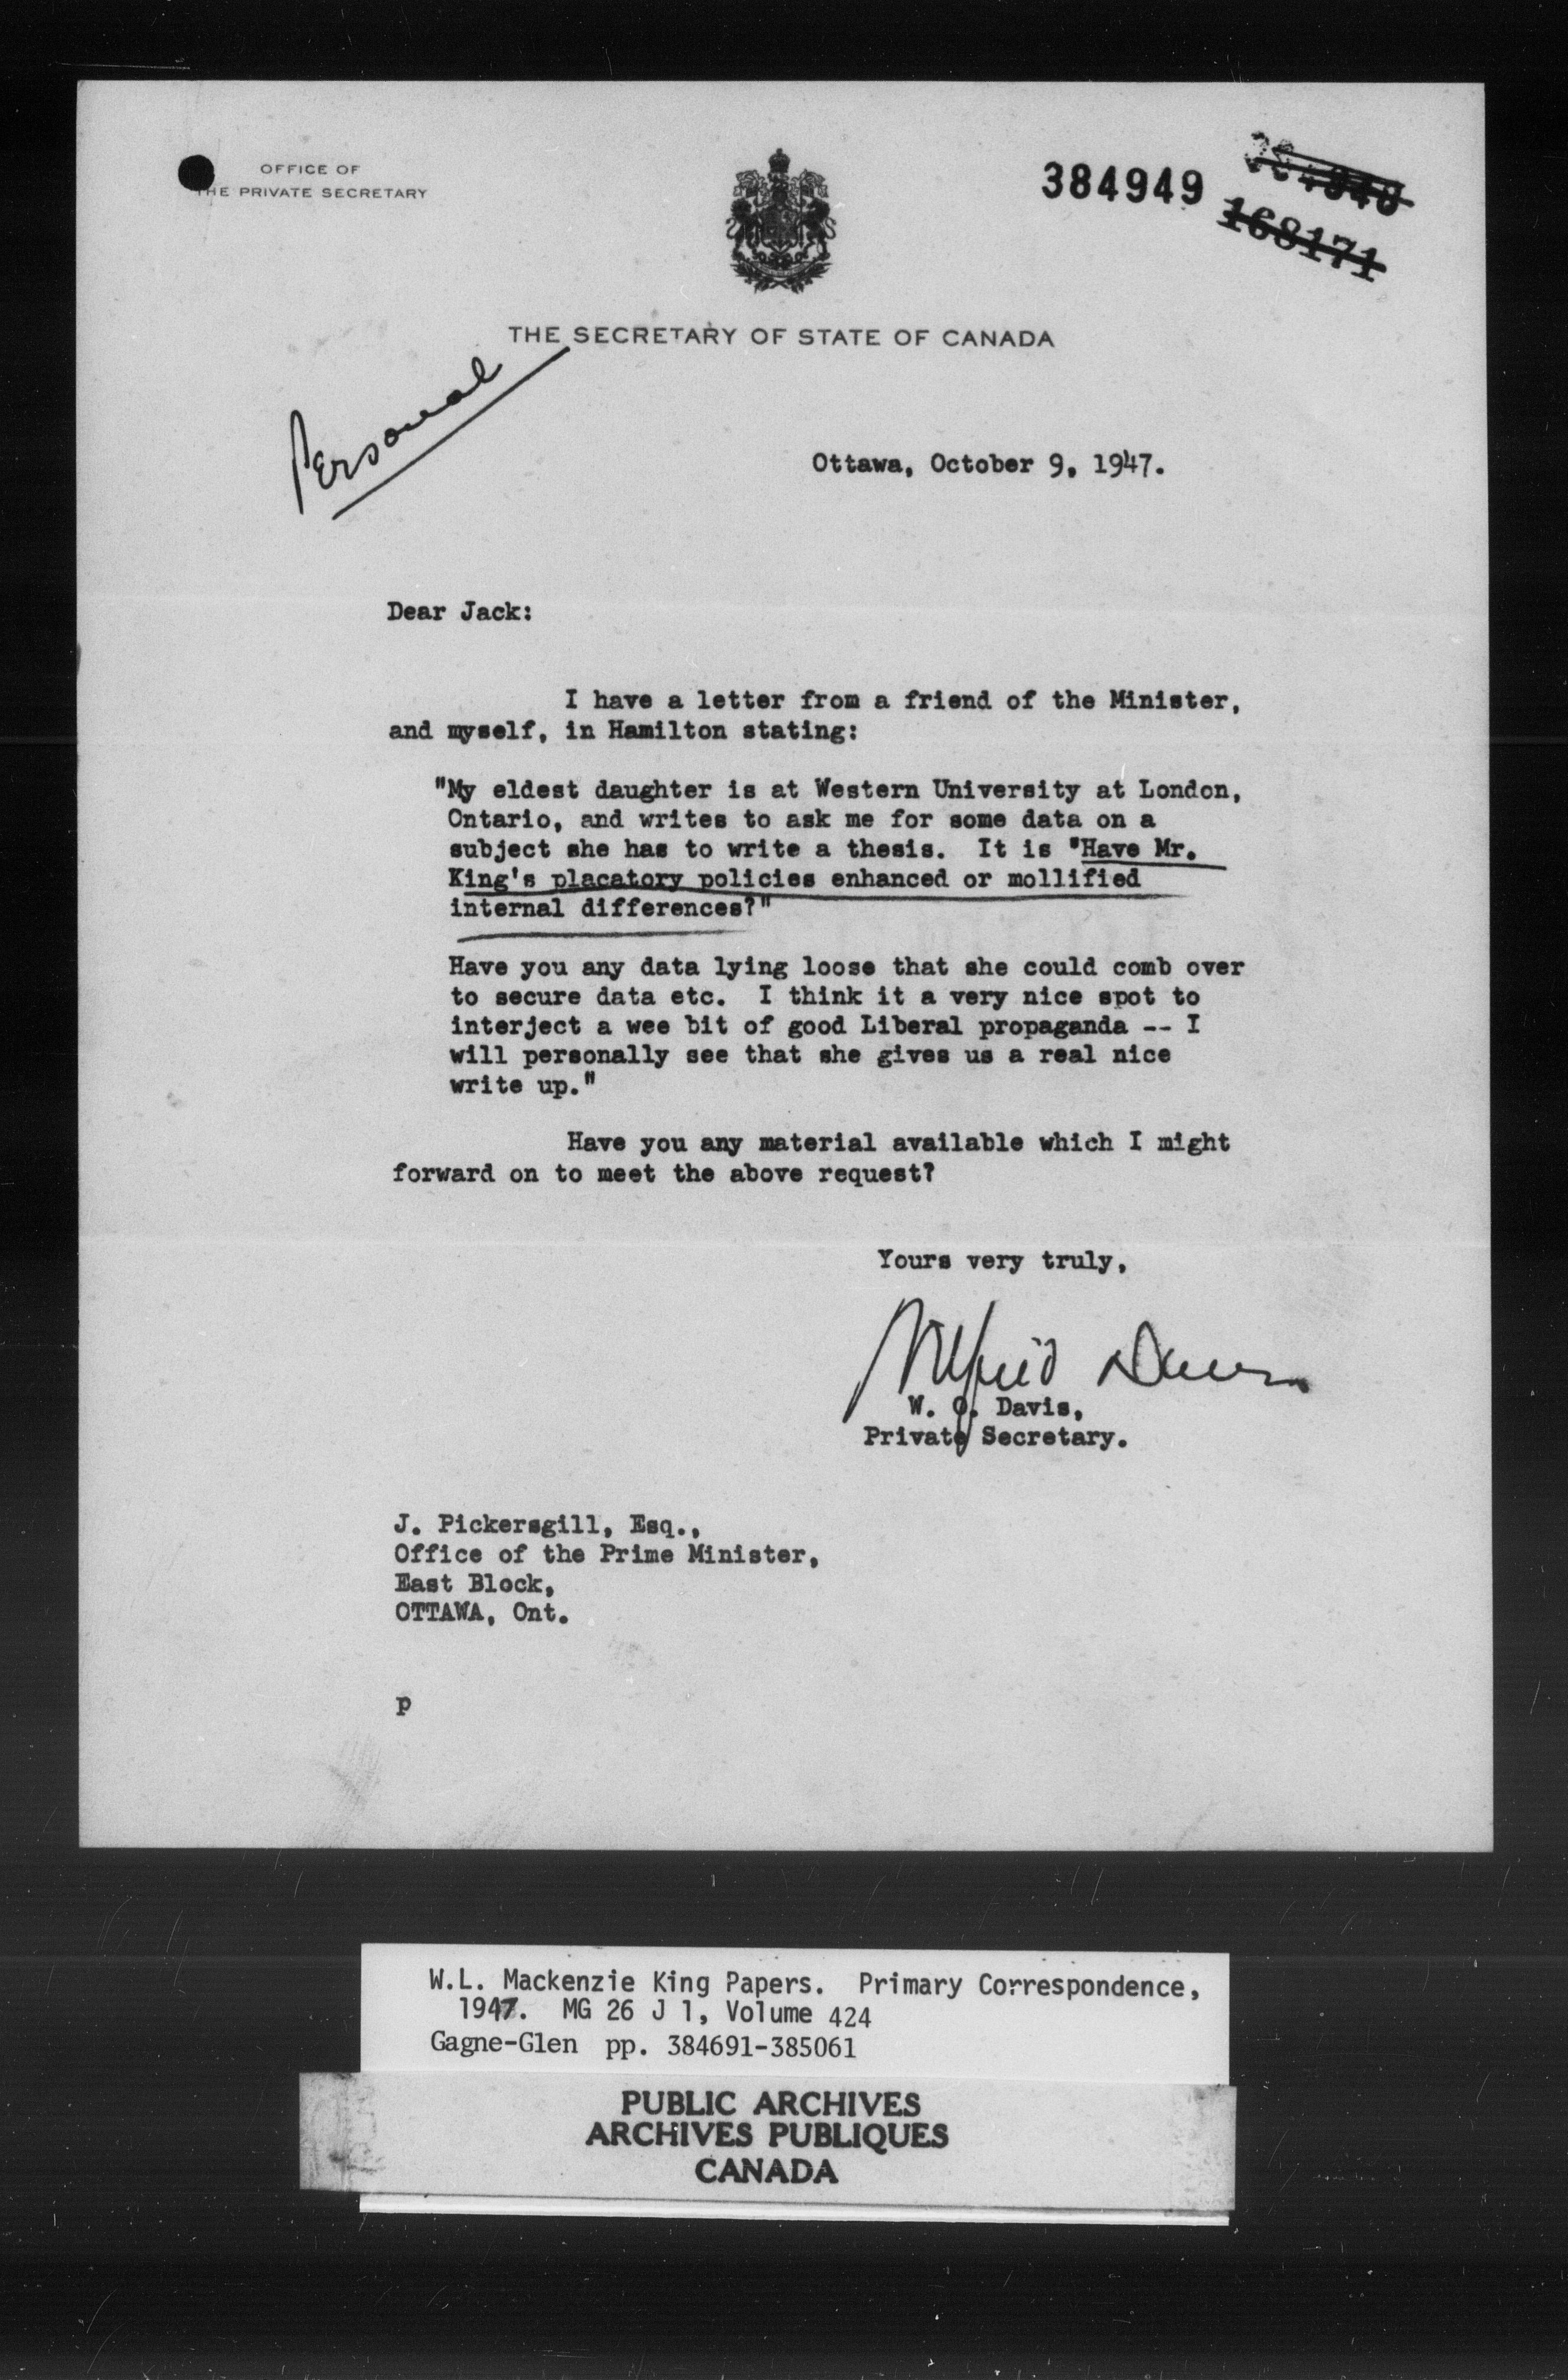 OFFICE OF
THE PRIVATE SECRETARY
384949
168171
THE SECRETARY OF STATE OF CANADA
Personal
Ottawa, October 9, 1947.
Dear Jack:
I have a letter from a friend of the Minister,
and myself, in Hamilton stating:
"My eldest daughter is at Western University at London,
Ontario, and writes to ask me for some data on a
subject she has to write a thesis. It is "Have Mr.
King's placatory policies enhanced or mollified
internal differences?"
Have you any data lying loose that she could comb over
to secure data etc. I think it a very nice spot to
interject a wee bit of good Liberal propaganda -- I
will personally see that she gives us a real nice
write up."
Have you any material available which I might
forward on to meet the above request?
Yours very truly,
Wilfrid Davis
W. O. Davis,
Private Secretary.
J. Pickersgill, Esq.,
Office of the Prime Minister,
East Block,
OTTAWA, Ont.
p
W.L. Mackenzie King Papers. Primary Correspondence,
1947. MG 26 J 1, Volume 424
Gagne-Glen pp. 384691-385061
PUBLIC ARCHIVES
ARCHIVES PUBLIQUES
CANADA